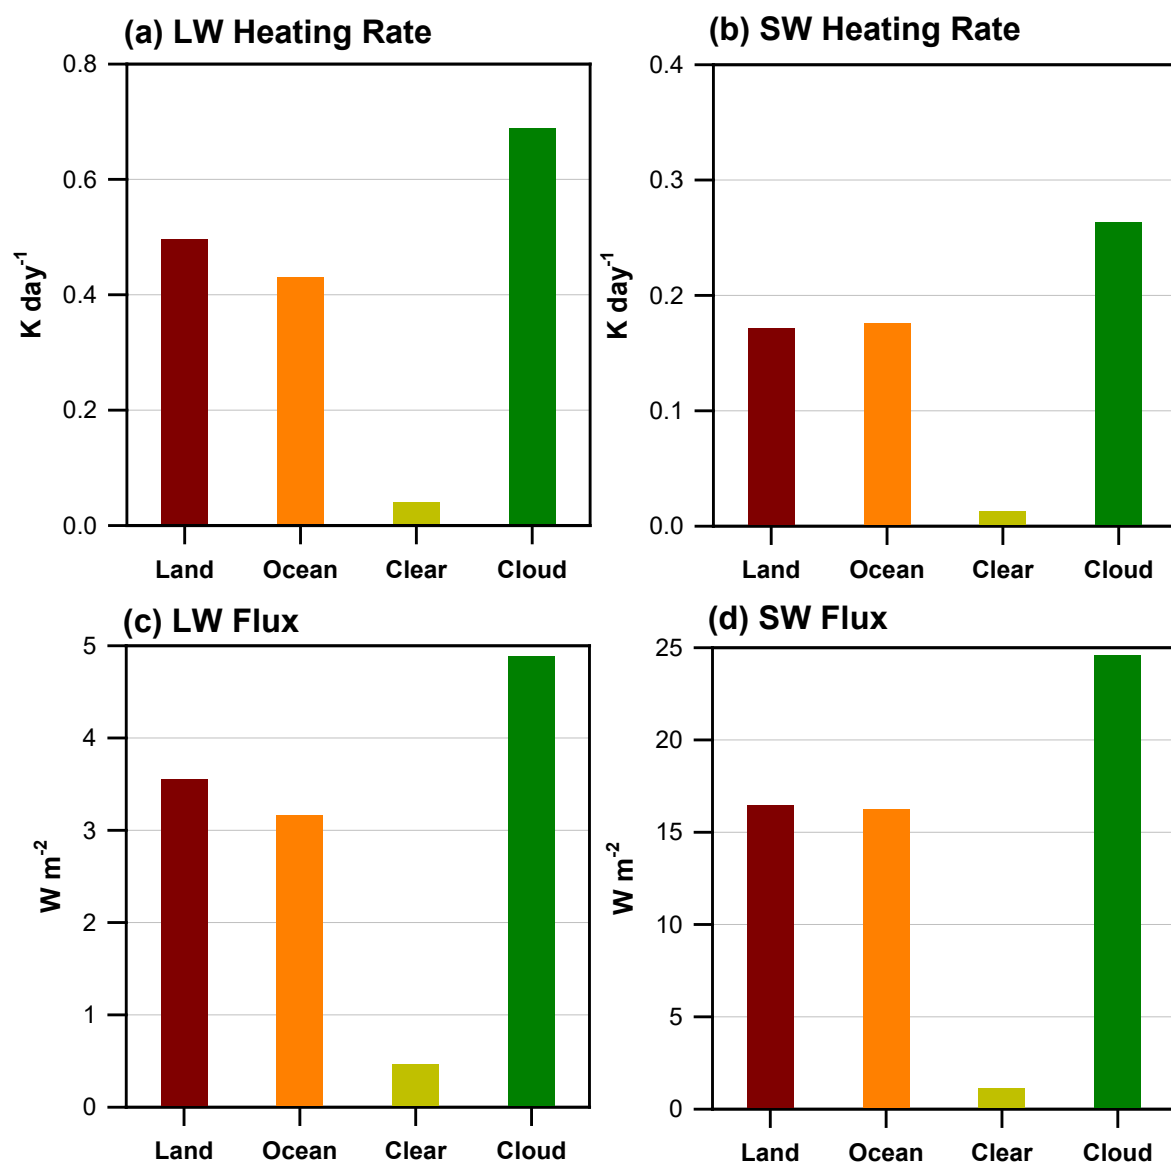 (a) LW Heating Rate
0.8
0.6
0.4
0.2
0.0
K day-1
Land Ocean Clear Cloud
(b) SW Heating Rate
0.4
0.3
0.2
0.1
0.0
K day-1
Land Ocean Clear Cloud
(c) LW Flux
5
4
3
2
1
0
W m-2
Land Ocean Clear Cloud
(d) SW Flux
25
20
15
10
5
0
W m-2
Land Ocean Clear Cloud